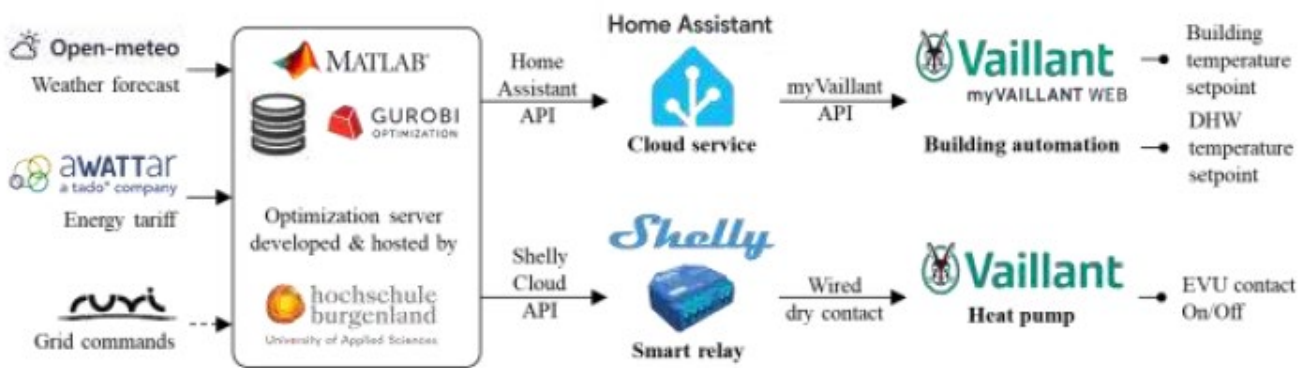 Open-meteo
Weather forecast
aWATTar
a tado° company
Energy tariff
ruvi
Grid commands
MATLAB®
GUROBI
OPTIMIZATION
Optimization server
developed & hosted by
hochschule
burgenland
University of Applied Sciences
Home
Assistant
API
Shelly
Cloud
API
Home Assistant
Cloud service
Shelly
Smart relay
myVaillant
API
Wired
dry contact
Vaillant
myVAILLANT WEB
Building automation
Vaillant
Heat pump
Building
temperature
setpoint
DHW
temperature
setpoint
EVU contact
On/Off